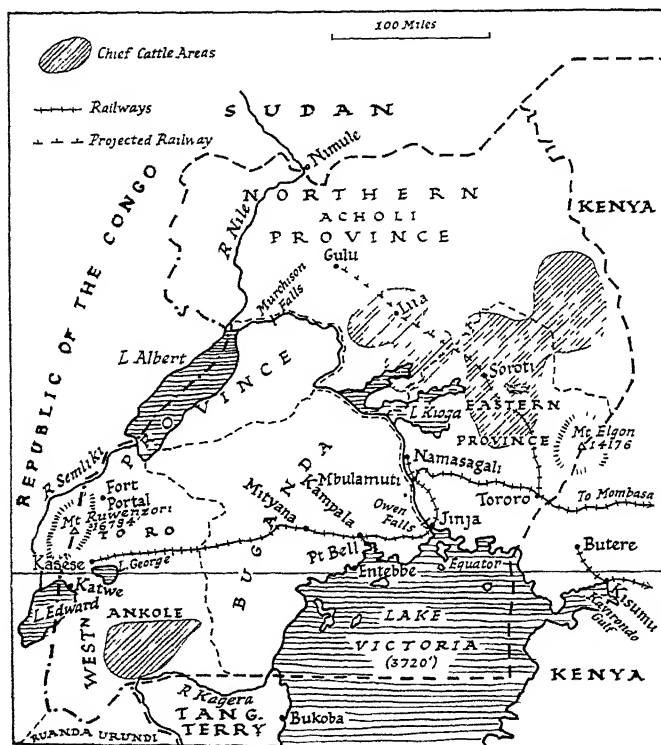 100 Miles
Chief Cattle Areas
Railways
Projected Railway
SUDAN
Nimule
REPUBLIC OF THE CONGO
NORTHERN
ACHOLI
PROVINCE
KENYA
R Nile
Gulu
Murchison
Falls
Lira
L Albert
Soroti
L Kioga
EASTERN
PROVINCE
Mt Elgon
14176
WESTN PROVINCE
R Semliki
Namasagali
Mbulamuti
Fort
Portal
Mt Ruwenzori
16794'
TORO
BUGANDA
Mityana
Kampala
Owen
Falls
Tororo
To Mombasa
Jinja
Kasese
L. George
Pt Bell
Butere
Katwe
Entebbe
Equator
Kisumu
L Edward
ANKOLE
LAKE
VICTORIA
(3720')
Kavirondo
Gulf
KENYA
R Kagera
TANG.
TERRY
Bukoba
RUANDA URUNDI